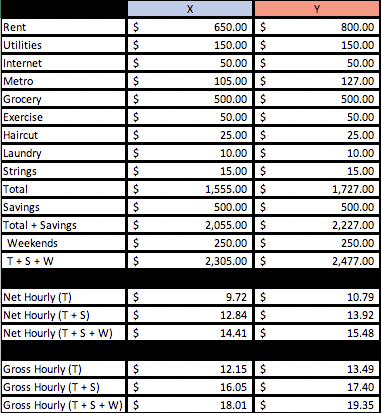 X Y
Rent $ 650.00 $ 800.00
Utilities $ 150.00 $ 150.00
Internet $ 50.00 $ 50.00
Metro $ 105.00 $ 127.00
Grocery $ 500.00 $ 500.00
Exercise $ 50.00 $ 50.00
Haircut $ 25.00 $ 25.00
Laundry $ 10.00 $ 10.00
Strings $ 15.00 $ 15.00
Total $ 1,555.00 $ 1,727.00
Savings $ 500.00 $ 500.00
Total + Savings $ 2,055.00 $ 2,227.00
Weekends $ 250.00 $ 250.00
T + S + W $ 2,305.00 $ 2,477.00
Net Hourly (T) $ 9.72 $ 10.79
Net Hourly (T + S) $ 12.84 $ 13.92
Net Hourly (T + S + W) $ 14.41 $ 15.48
Gross Hourly (T) $ 12.15 $ 13.49
Gross Hourly (T + S) $ 16.05 $ 17.40
Gross Hourly (T + S + W) $ 18.01 $ 19.35